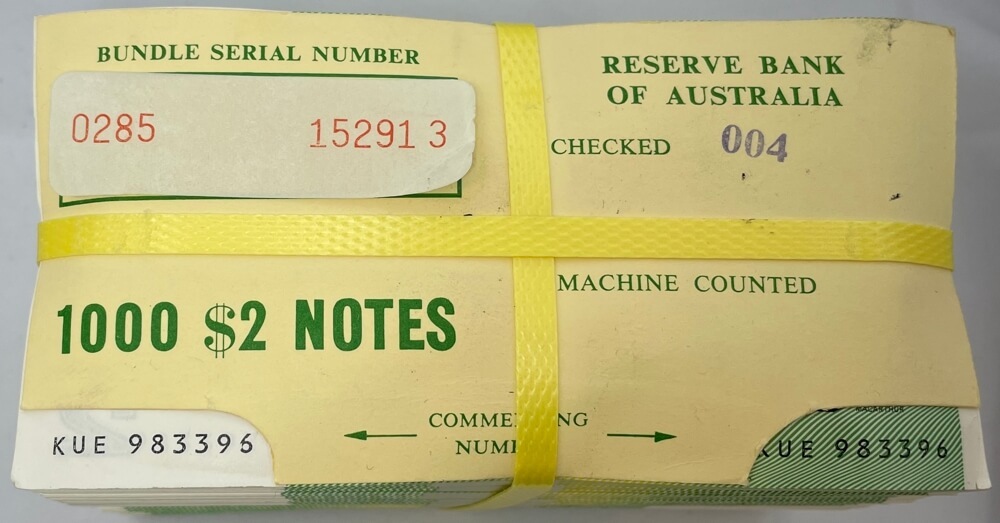 BUNDLE SERIAL NUMBER
0285 15291 3
RESERVE BANK
OF AUSTRALIA
CHECKED 004
MACHINE COUNTED
1000 $2 NOTES
MACARTHUR
KUE 983396
KUE 983396